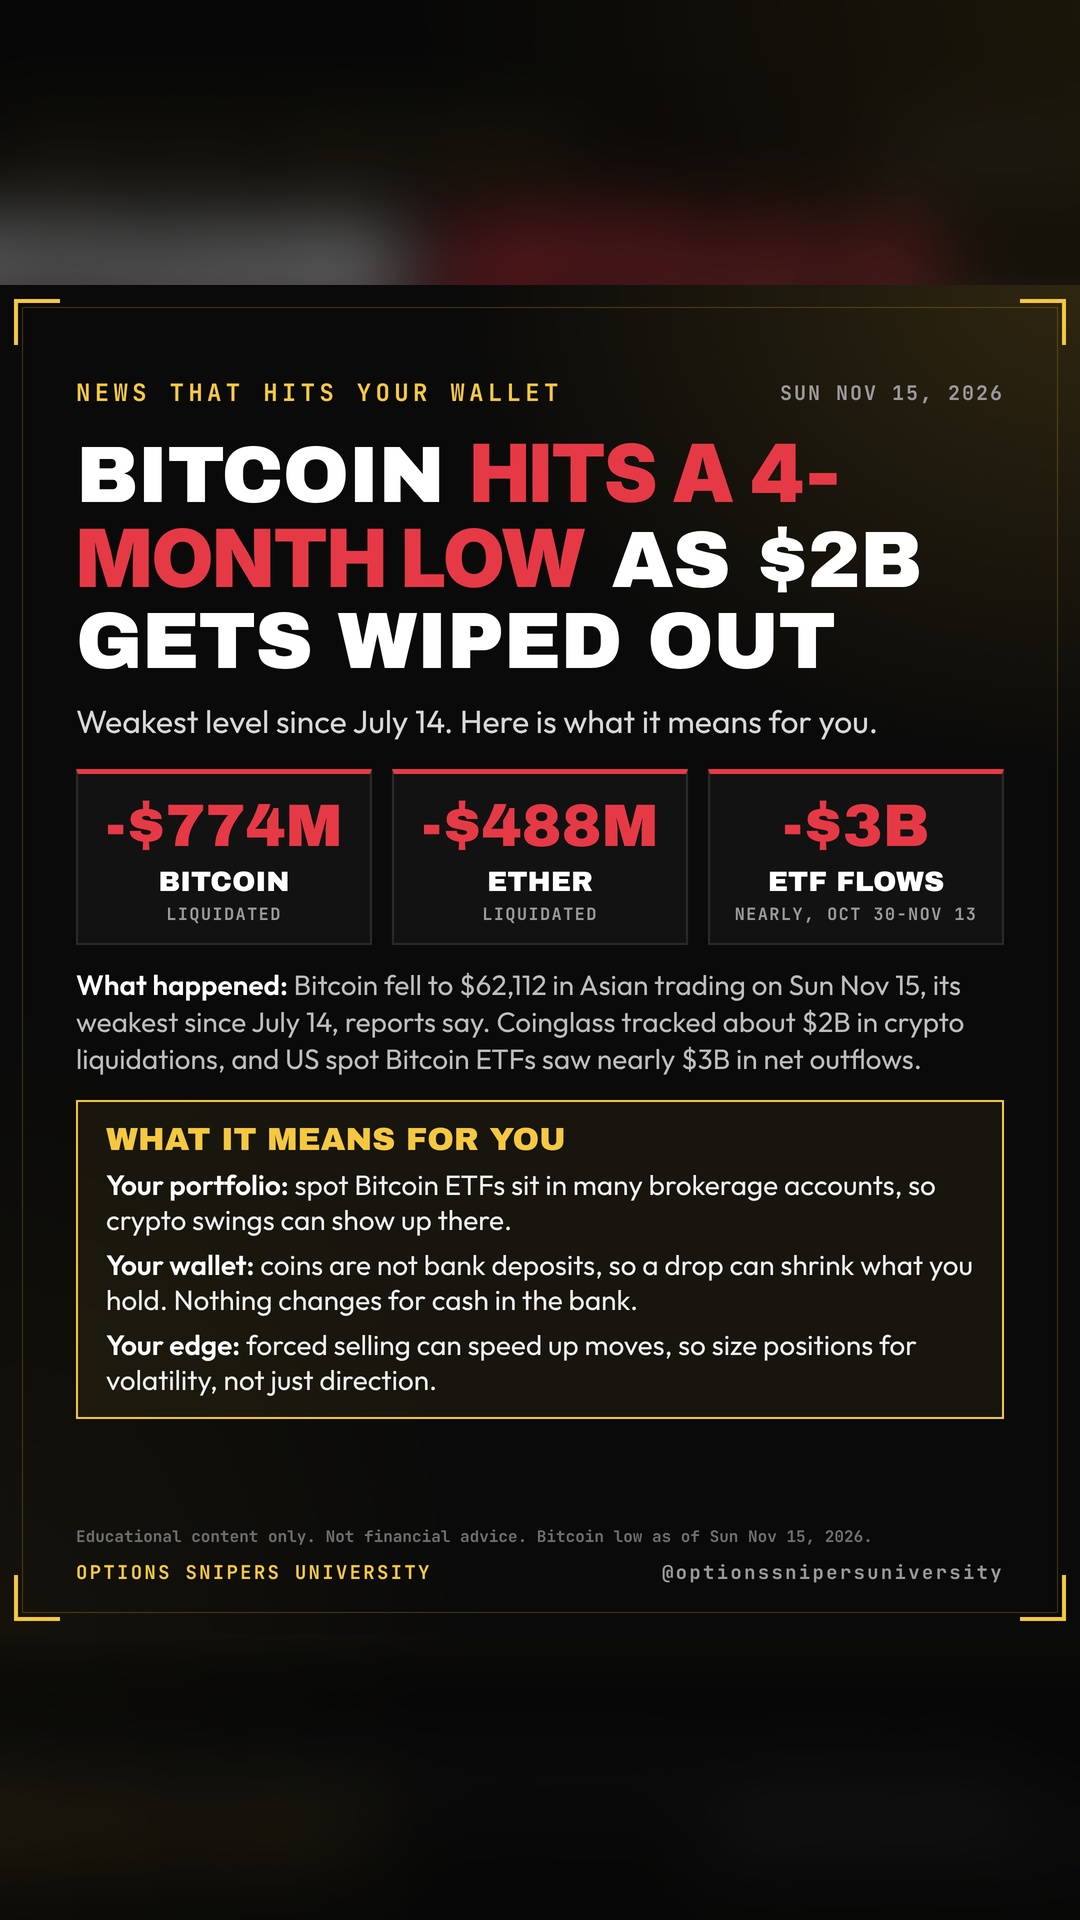 NEWS THAT HITS YOUR WALLET
SUN NOV 15, 2026
BITCOIN HITS A 4-
MONTH LOW AS $2B
GETS WIPED OUT
Weakest level since July 14. Here is what it means for you.
-$774M
BITCOIN
LIQUIDATED
-$488M
ETHER
LIQUIDATED
-$3B
ETF FLOWS
NEARLY, OCT 30-NOV 13
What happened: Bitcoin fell to $62,112 in Asian trading on Sun Nov 15, its
weakest since July 14, reports say. Coinglass tracked about $2B in crypto
liquidations, and US spot Bitcoin ETFs saw nearly $3B in net outflows.
WHAT IT MEANS FOR YOU
Your portfolio: spot Bitcoin ETFs sit in many brokerage accounts, so
crypto swings can show up there.
Your wallet: coins are not bank deposits, so a drop can shrink what you
hold. Nothing changes for cash in the bank.
Your edge: forced selling can speed up moves, so size positions for
volatility, not just direction.
Educational content only. Not financial advice. Bitcoin low as of Sun Nov 15, 2026.
OPTIONS SNIPERS UNIVERSITY
@optionssnipersuniversity